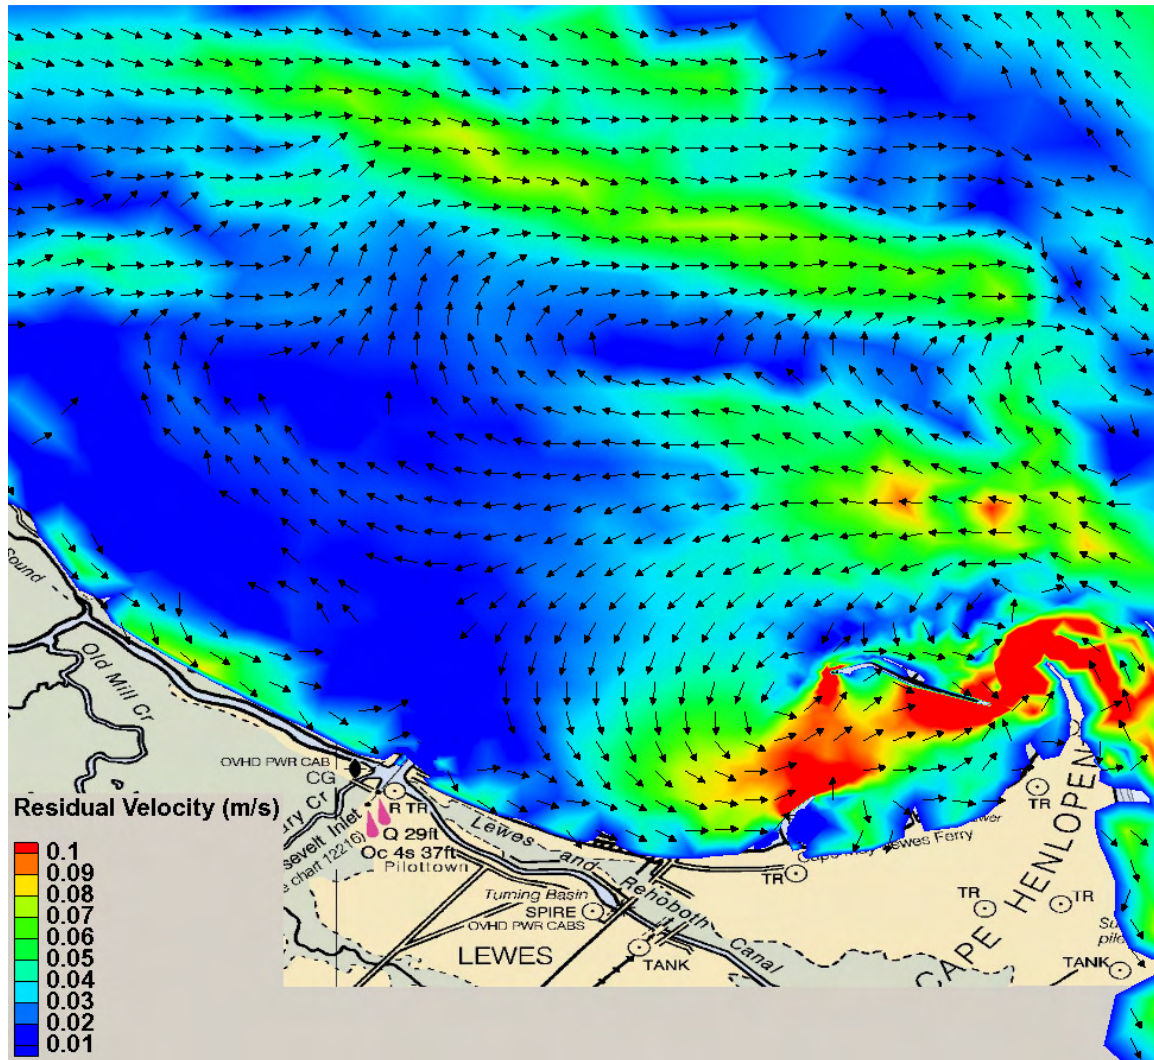 Sound
Old Mill Cr
OVHD PWR CAB
CG
R TR
Q 29ft
Oc 4s 37ft
Pilottown
Inlet
chart 12216)
Lewes and Rehoboth Canal
Turning Basin
SPIRE
OVHD PWR CABS
LEWES
TANK
TR
Lewes Ferry
TR
TR
TR
CAPE HENLOPEN
TANK
Residual Velocity (m/s)
0.1
0.09
0.08
0.07
0.06
0.05
0.04
0.03
0.02
0.01